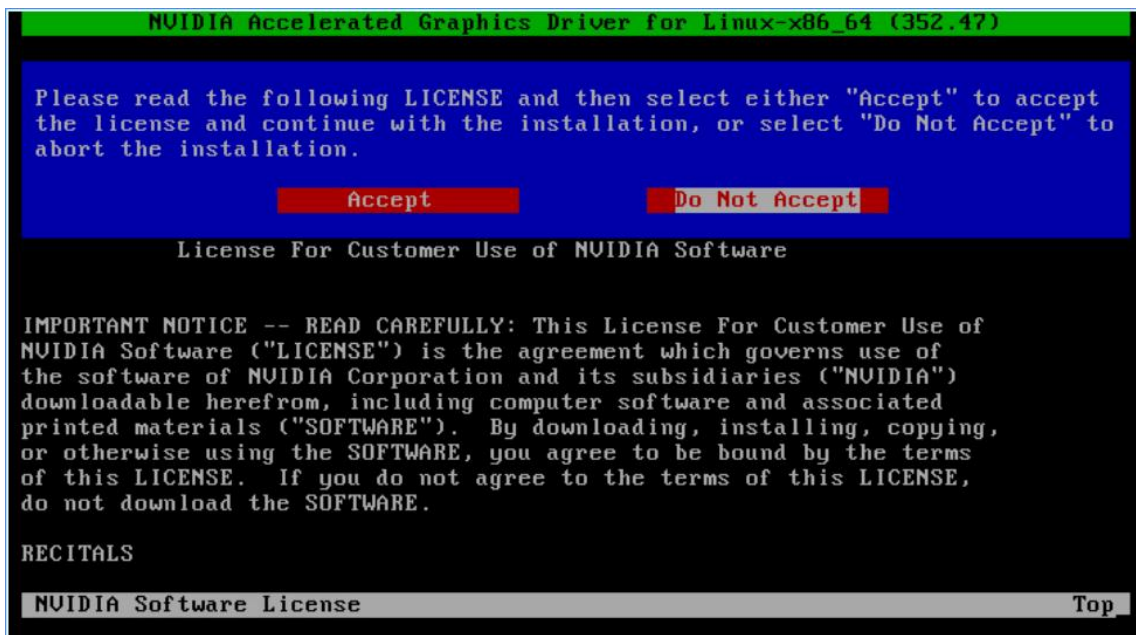 NVIDIA Accelerated Graphics Driver for Linux-x86_64 (352.47)
Please read the following LICENSE and then select either "Accept" to accept
the license and continue with the installation, or select "Do Not Accept" to
abort the installation.
Accept Do Not Accept
License For Customer Use of NVIDIA Software
IMPORTANT NOTICE -- READ CAREFULLY: This License For Customer Use of
NVIDIA Software ("LICENSE") is the agreement which governs use of
the software of NVIDIA Corporation and its subsidiaries ("NVIDIA")
downloadable herefrom, including computer software and associated
printed materials ("SOFTWARE").  By downloading, installing, copying,
or otherwise using the SOFTWARE, you agree to be bound by the terms
of this LICENSE.  If you do not agree to the terms of this LICENSE,
do not download the SOFTWARE.
RECITALS
NVIDIA Software License Top